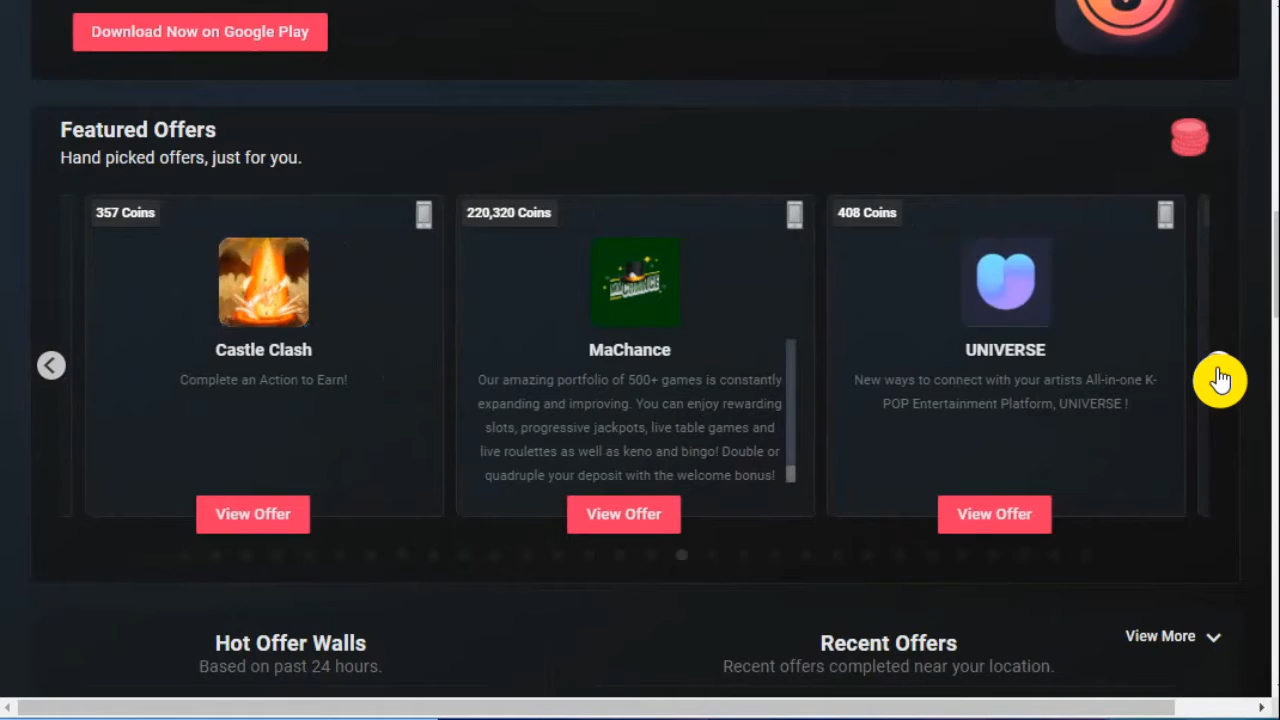 Download Now on Google Play
Featured Offers
Hand picked offers, just for you.
357 Coins
Castle Clash
Complete an Action to Earn!
View Offer
220,320 Coins
MACHANCE
MaChance
Our amazing portfolio of 500+ games is constantly
expanding and improving. You can enjoy rewarding
slots, progressive jackpots, live table games and
live roulettes as well as keno and bingo! Double or
quadruple your deposit with the welcome bonus!
View Offer
408 Coins
UNIVERSE
New ways to connect with your artists All-in-one K-
POP Entertainment Platform, UNIVERSE !
View Offer
Hot Offer Walls
Based on past 24 hours.
Recent Offers
Recent offers completed near your location.
View More